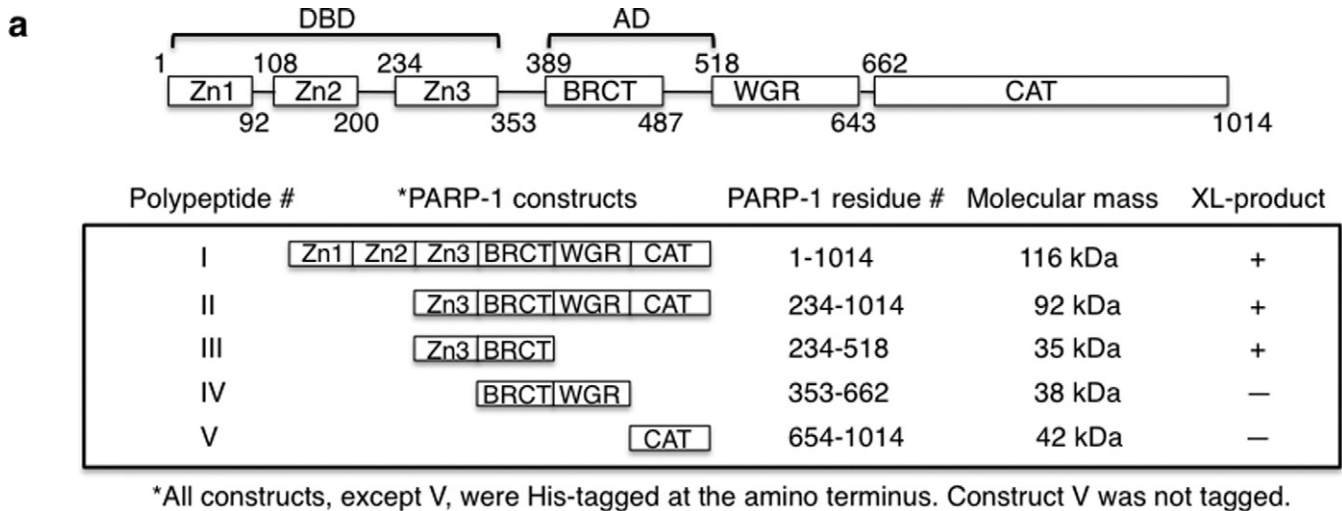 a
DBD AD
1 108 234 389 518 662
Zn1 Zn2 Zn3 BRCT WGR CAT
92 200 353 487 643 1014
Polypeptide # *PARP-1 constructs PARP-1 residue # Molecular mass XL-product
I Zn1 Zn2 Zn3 BRCT WGR CAT 1-1014 116 kDa +
II Zn3 BRCT WGR CAT 234-1014 92 kDa +
III Zn3 BRCT 234-518 35 kDa +
IV BRCT WGR 353-662 38 kDa —
V CAT 654-1014 42 kDa —
*All constructs, except V, were His-tagged at the amino terminus. Construct V was not tagged.